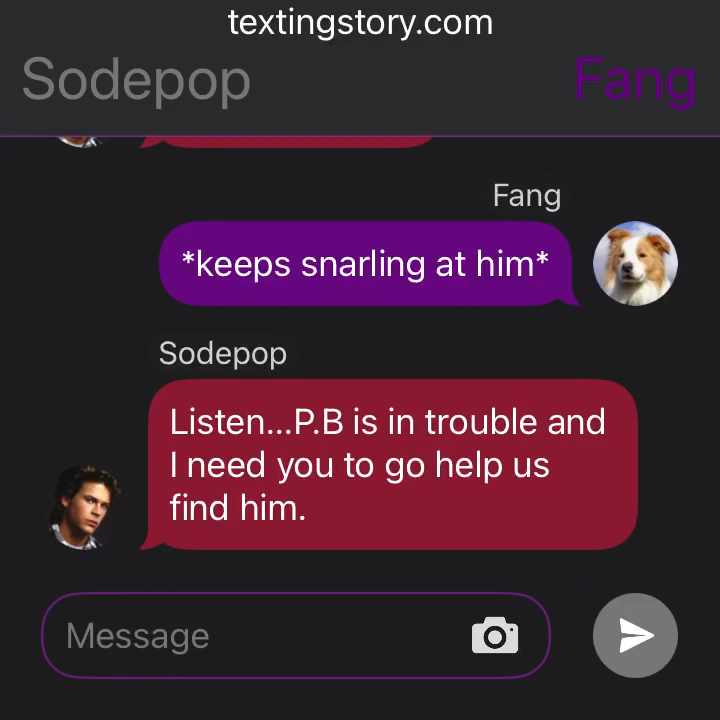 textingstory.com
Sodepop
Fang
Fang
*keeps snarling at him*
Sodepop
Listen...P.B is in trouble and
I need you to go help us
find him.
Message